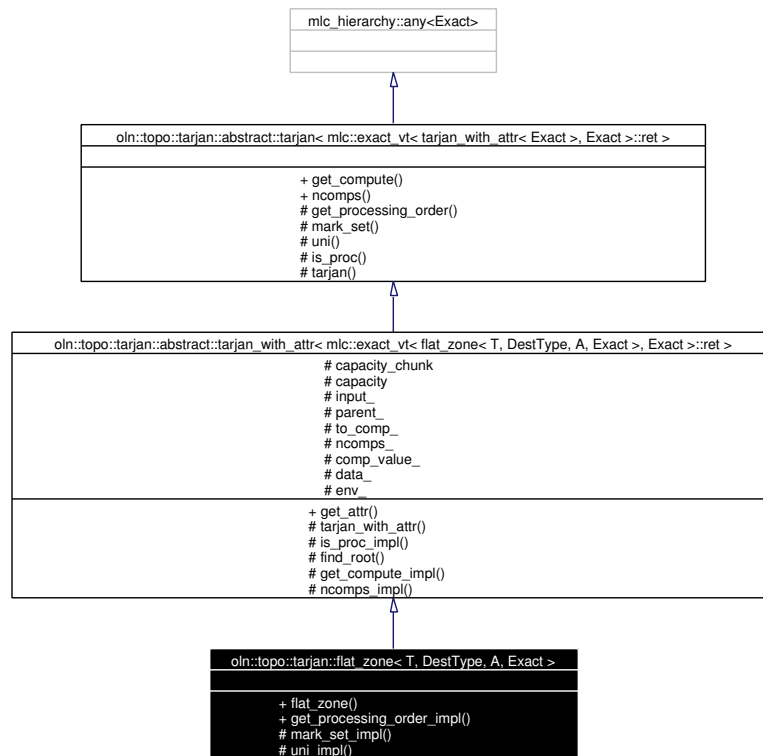 mlc_hierarchy::any<Exact>
oln::topo::tarjan::abstract::tarjan< mlc::exact_vt< tarjan_with_attr< Exact >, Exact >::ret >
+ get_compute()
+ ncomps()
# get_processing_order()
# mark_set()
# uni()
# is_proc()
# tarjan()
oln::topo::tarjan::abstract::tarjan_with_attr< mlc::exact_vt< flat_zone< T, DestType, A, Exact >, Exact >::ret >
# capacity_chunk
# capacity
# input_
# parent_
# to_comp_
# ncomps_
# comp_value_
# data_
# env_
+ get_attr()
# tarjan_with_attr()
# is_proc_impl()
# find_root()
# get_compute_impl()
# ncomps_impl()
oln::topo::tarjan::flat_zone< T, DestType, A, Exact >
+ flat_zone()
+ get_processing_order_impl()
# mark_set_impl()
# uni_impl()